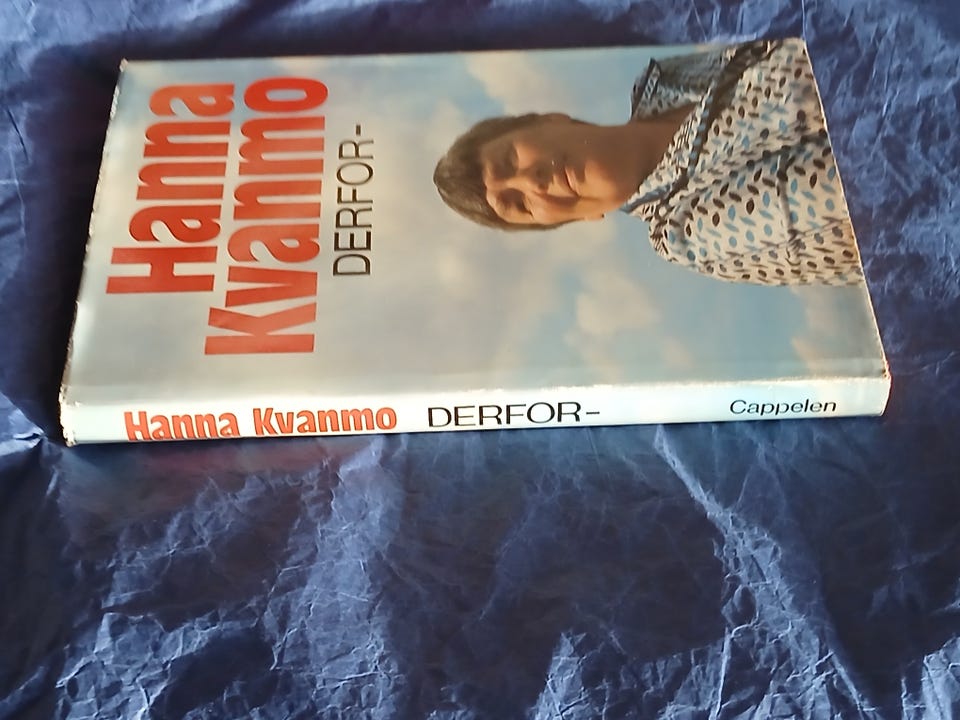 Hanna
Kvanmo
DERFOR-
Hanna Kvanmo DERFOR- Cappelen